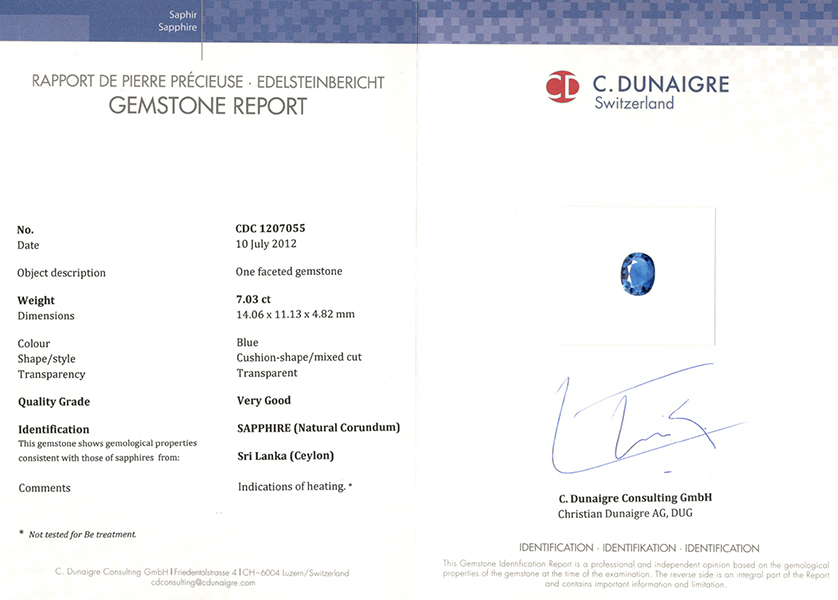 Saphir
Sapphire
RAPPORT DE PIERRE PRÉCIEUSE · EDELSTEINBERICHT
GEMSTONE REPORT
No. CDC 1207055
Date 10 July 2012
Object description One faceted gemstone
Weight 7.03 ct
Dimensions 14.06 x 11.13 x 4.82 mm
Colour Blue
Shape/style Cushion-shape/mixed cut
Transparency Transparent
Quality Grade Very Good
Identification SAPPHIRE (Natural Corundum)
This gemstone shows gemological properties
consistent with those of sapphires from: Sri Lanka (Ceylon)
Comments Indications of heating. *
* Not tested for Be treatment.
C. Dunaigre Consulting GmbH | Friedentalstrasse 4 | CH–6004 Luzern/Switzerland
cdconsulting@cdunaigre.com
CD C. DUNAIGRE
Switzerland
C. Dunaigre Consulting GmbH
Christian Dunaigre AG, DUG
IDENTIFICATION · IDENTIFIKATION · IDENTIFICATION
This Gemstone Identification Report is a professional and independent opinion based on the gemological
properties of the gemstone at the time of the examination. The reverse side is an integral part of the Report
and contains important information and limitation.